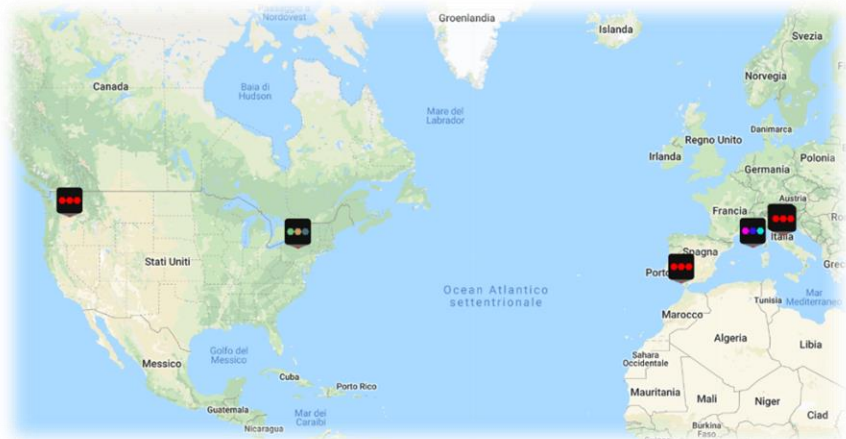 Passaggio a
Nordovest
Groenlandia
Islanda
Svezia
Norvegia
Canada
Baia di
Hudson
Mare del
Labrador
Danimarca
Regno Unito
Irlanda
Polonia
Germania
Austria
Francia
Italia
Spagna
Porto
Stati Uniti
Ocean Atlantico
settentrionale
Mar
Mediterraneo
Tunisia
Marocco
Algeria
Libia
Golfo del
Messico
Messico
Sahara
Occidentale
Cuba
Porto Rico
Mauritania
Mali
Niger
Ciad
Guatemala
Mar dei
Caraibi
Nicaragua
Burkina
Faso